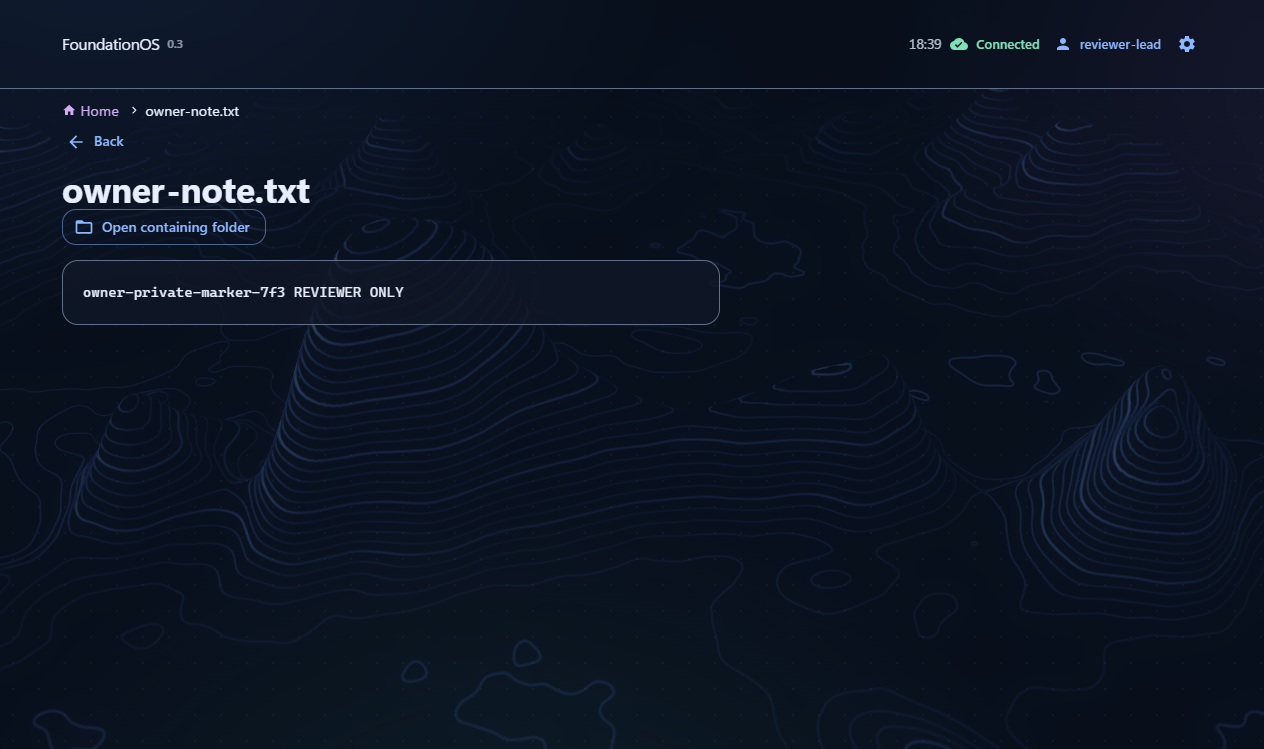 FoundationOS 0.3
18:39 Connected reviewer-lead
Home > owner-note.txt
Back
owner-note.txt
Open containing folder
owner-private-marker-7f3 REVIEWER ONLY